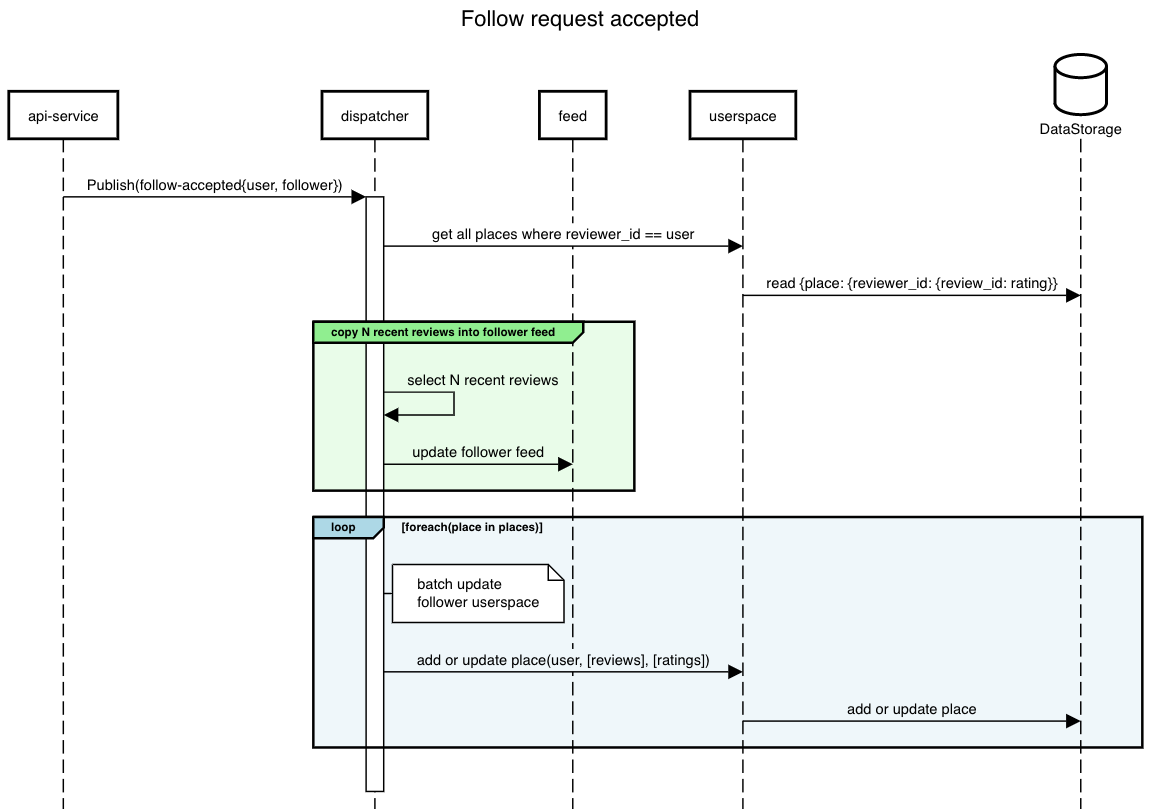 Follow request accepted
api-service
dispatcher
feed
userspace
DataStorage
Publish(follow-accepted{user, follower})
get all places where reviewer_id == user
read {place: {reviewer_id: {review_id: rating}}
copy N recent reviews into follower feed
select N recent reviews
update follower feed
loop
[foreach(place in places)]
batch update
follower userspace
add or update place(user, [reviews], [ratings])
add or update place